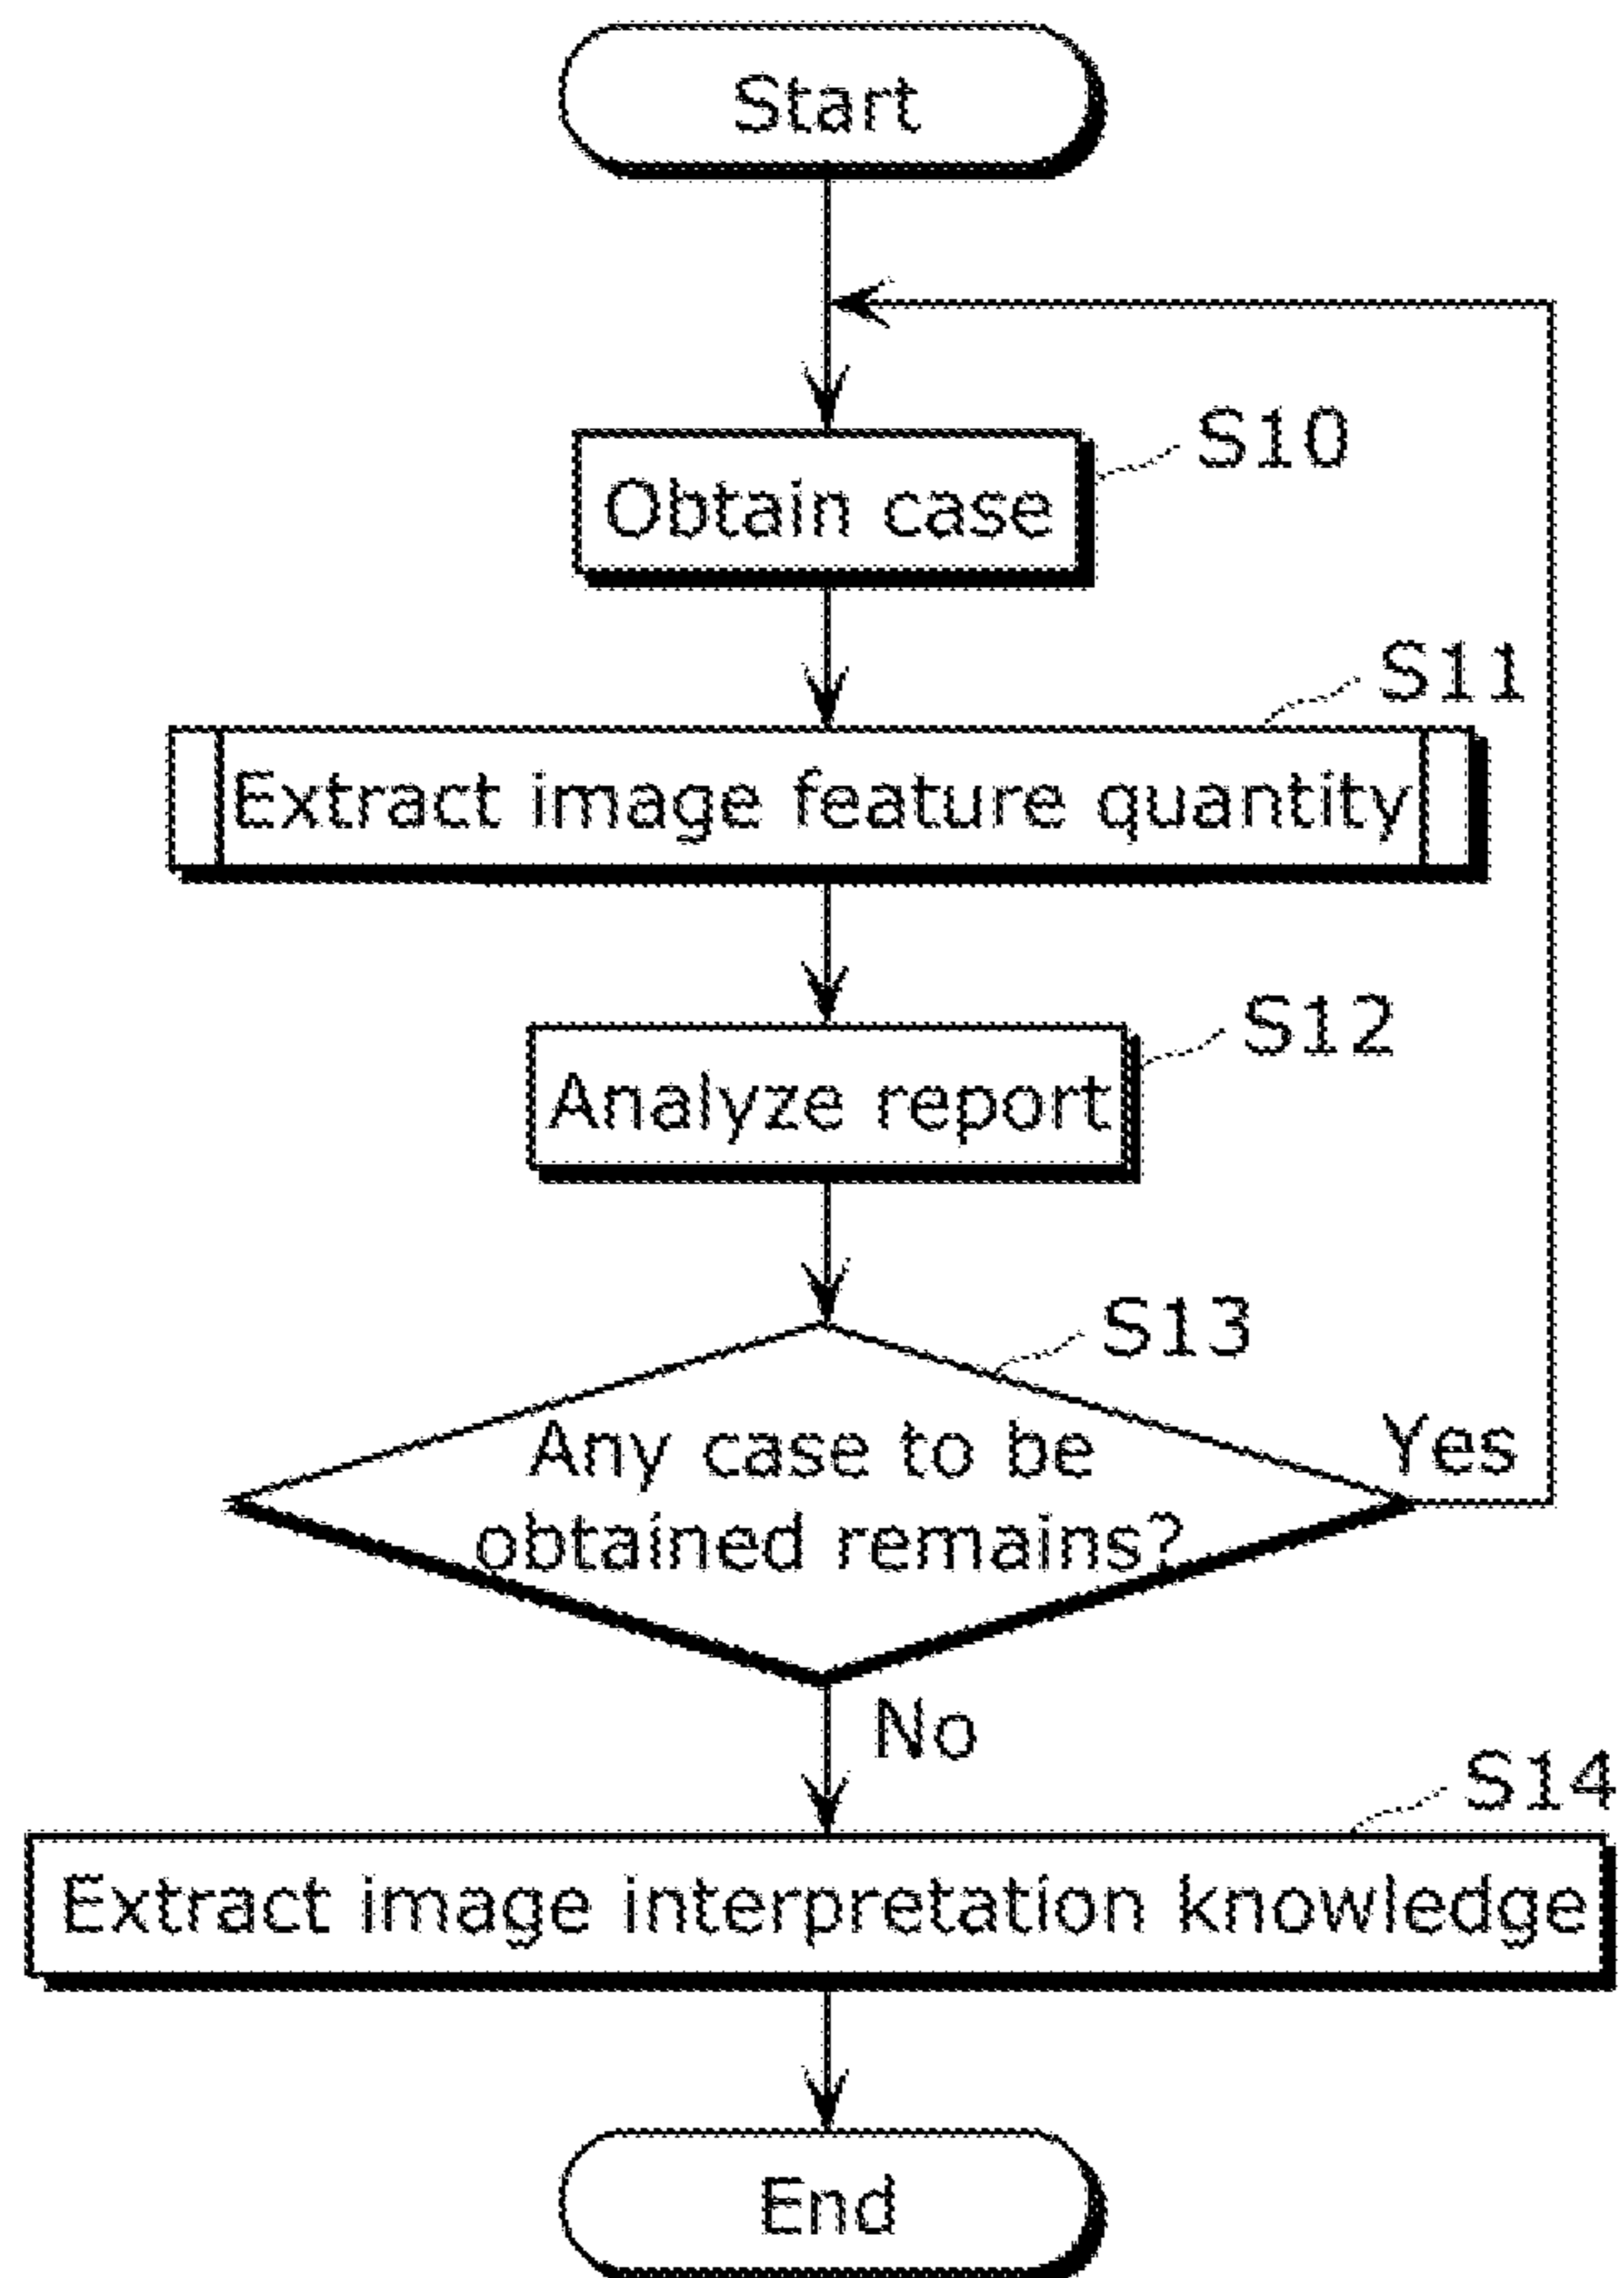 Start
S10
Obtain case
S11
Extract image feature quantity
S12
Analyze report
S13
Any case to be
obtained remains?
Yes
No
S14
Extract image interpretation knowledge
End